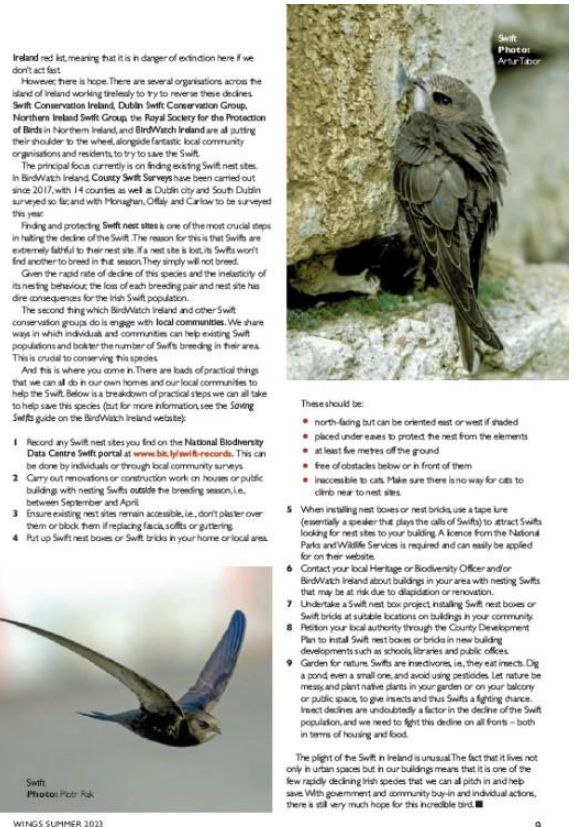 Ireland red list, meaning that it is in danger of extinction here if we
don't act fast.
However, there is hope. There are several organisations across the
island of Ireland working tirelessly to try to reverse these declines.
Swift Conservation Ireland, Dublin Swift Conservation Group,
Northern Ireland Swift Group, the Royal Society for the Protection
of Birds in Northern Ireland, and BirdWatch Ireland are all putting
their shoulder to the wheel, alongside fantastic local community
organisations and residents, to try to save the Swift.
The principal focus currently is on finding existing Swift nest sites.
In BirdWatch Ireland, County Swift Surveys have been carried out
since 2017, with 14 counties as well as Dublin city and South Dublin
surveyed so far, and with Monaghan, Offaly and Carlow to be surveyed
this year.
Finding and protecting Swift nest sites is one of the most crucial steps
in halting the decline of the Swift. The reason for this is that Swifts are
extremely faithful to their nest site. If a nest site is lost, its Swifts won't
find another to breed in that season. They simply will not breed.
Given the rapid rate of decline of this species and the inelasticity of
its nesting behaviour, the loss of each breeding pair and nest site has
dire consequences for the Irish Swift population.
The second thing which BirdWatch Ireland and other Swift
conservation groups do is engage with local communities. We share
ways in which individuals and communities can help existing Swift
populations and bolster the number of Swifts breeding in their area.
This is crucial to conserving this species.
And this is where you come in. There are loads of practical things
that we can all do in our own homes and our local communities to
help the Swift. Below is a breakdown of practical steps we can all take
to help save this species (but for more information, see the Saving
Swifts guide on the BirdWatch Ireland website):
1 Record any Swift nest sites you find on the National Biodiversity
Data Centre Swift portal at www.bit.ly/swift-records. This can
be done by individuals or through local community surveys.
2 Carry out renovations or construction work on houses or public
buildings with nesting Swifts outside the breeding season, i.e.,
between September and April.
3 Ensure existing nest sites remain accessible, i.e., don't plaster over
them or block them if replacing fascia, soffits or guttering.
4 Put up Swift nest boxes or Swift bricks in your home or local area.
Swift
Photo: Piotr Rak
WINGS SUMMER 2023
Swift
Photo:
Artur Tabor
These should be:
• north-facing but can be oriented east or west if shaded
• placed under eaves to protect the nest from the elements
• at least five metres off the ground
• free of obstacles below or in front of them
• inaccessible to cats. Make sure there is no way for cats to
climb near to nest sites.
5 When installing nest boxes or nest bricks, use a tape lure
(essentially a speaker that plays the calls of Swifts) to attract Swifts
looking for nest sites to your building. A licence from the National
Parks and Wildlife Services is required and can easily be applied
for on their website.
6 Contact your local Heritage or Biodiversity Officer and/or
BirdWatch Ireland about buildings in your area with nesting Swifts
that may be at risk due to dilapidation or renovation.
7 Undertake a Swift nest box project, installing Swift nest boxes or
Swift bricks at suitable locations on buildings in your community.
8 Petition your local authority through the County Development
Plan to install Swift nest boxes or bricks in new building
developments such as schools, libraries and public offices.
9 Garden for nature. Swifts are insectivores, i.e., they eat insects. Dig
a pond, even a small one, and avoid using pesticides. Let nature be
messy, and plant native plants in your garden or on your balcony
or public space, to give insects and thus Swifts a fighting chance.
Insect declines are undoubtedly a factor in the decline of the Swift
population, and we need to fight this decline on all fronts – both
in terms of housing and food.
The plight of the Swift in Ireland is unusual. The fact that it lives not
only in urban spaces but in our buildings means that it is one of the
few rapidly declining Irish species that we can all pitch in and help
save. With government and community buy-in and individual actions,
there is still very much hope for this incredible bird. ■
9